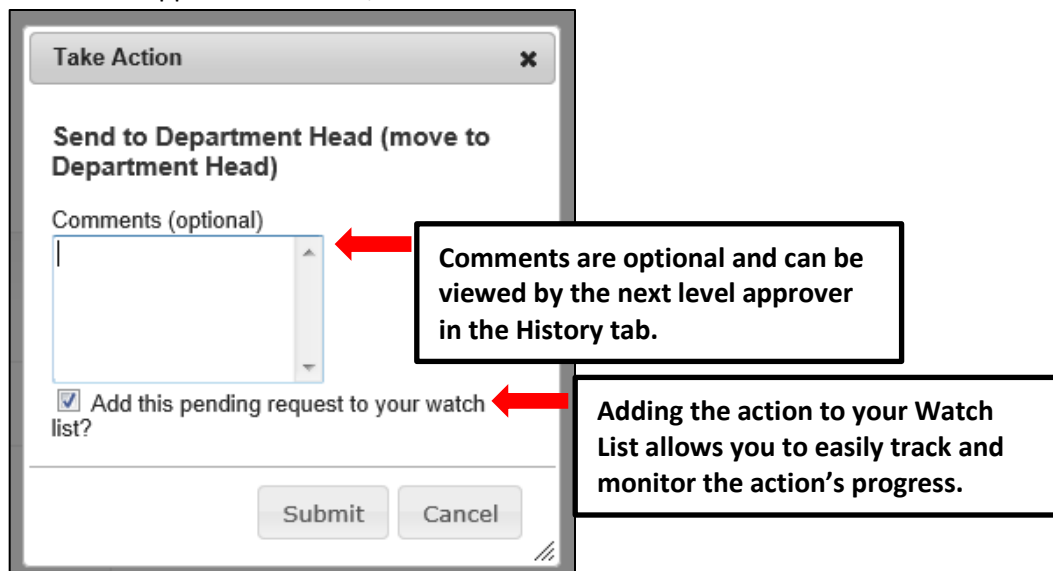 Take Action
Send to Department Head (move to
Department Head)
Comments (optional)
Comments are optional and can be
viewed by the next level approver
in the History tab.
Add this pending request to your watch
list?
Adding the action to your Watch
List allows you to easily track and
monitor the action’s progress.
Submit Cancel